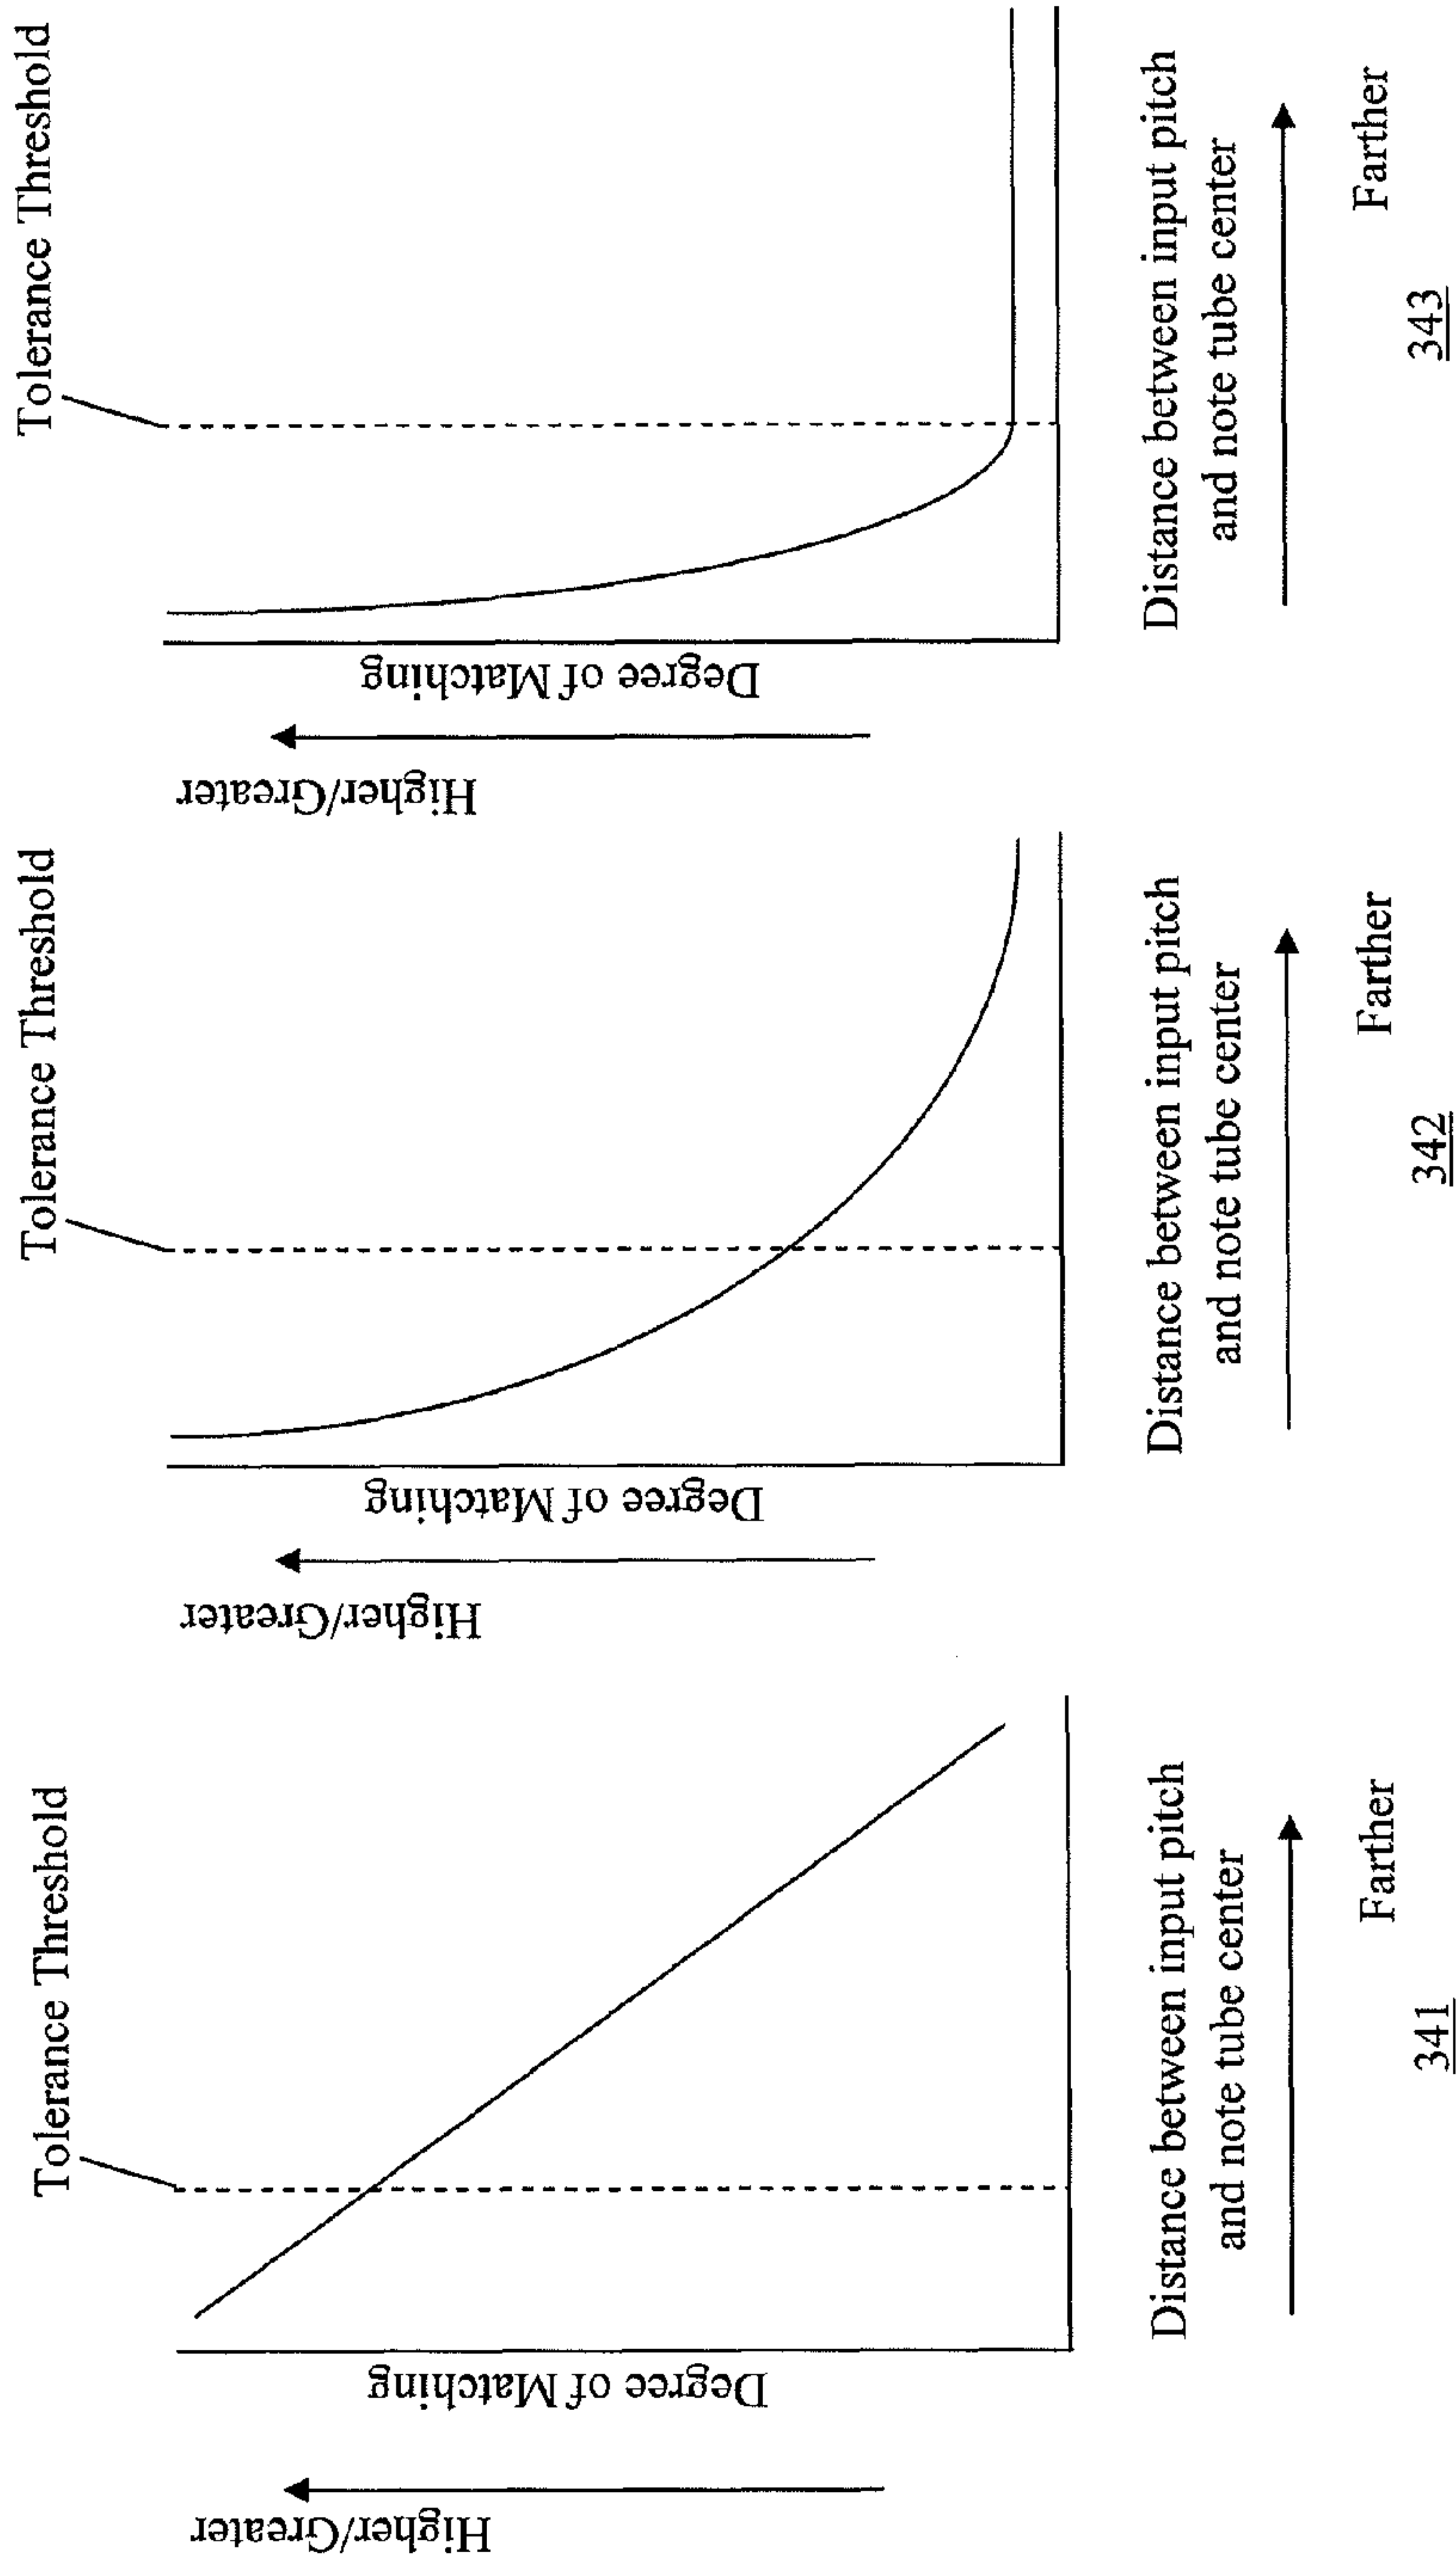 Tolerance Threshold
Higher/Greater
Degree of Matching
Distance between input pitch
and note tube center
Farther
341
Tolerance Threshold
Higher/Greater
Degree of Matching
Distance between input pitch
and note tube center
Farther
342
Tolerance Threshold
Higher/Greater
Degree of Matching
Distance between input pitch
and note tube center
Farther
343